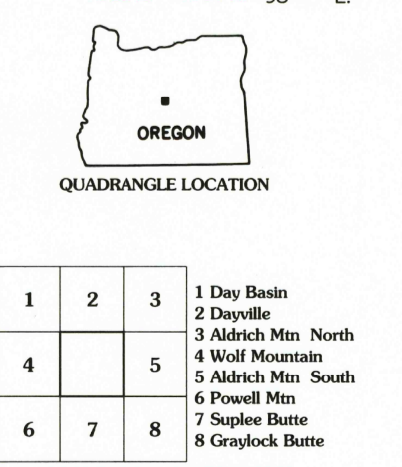 OREGON
QUADRANGLE LOCATION
1 2 3
4 5
6 7 8
1 Day Basin
2 Dayville
3 Aldrich Mtn North
4 Wolf Mountain
5 Aldrich Mtn South
6 Powell Mtn
7 Suplee Butte
8 Graylock Butte